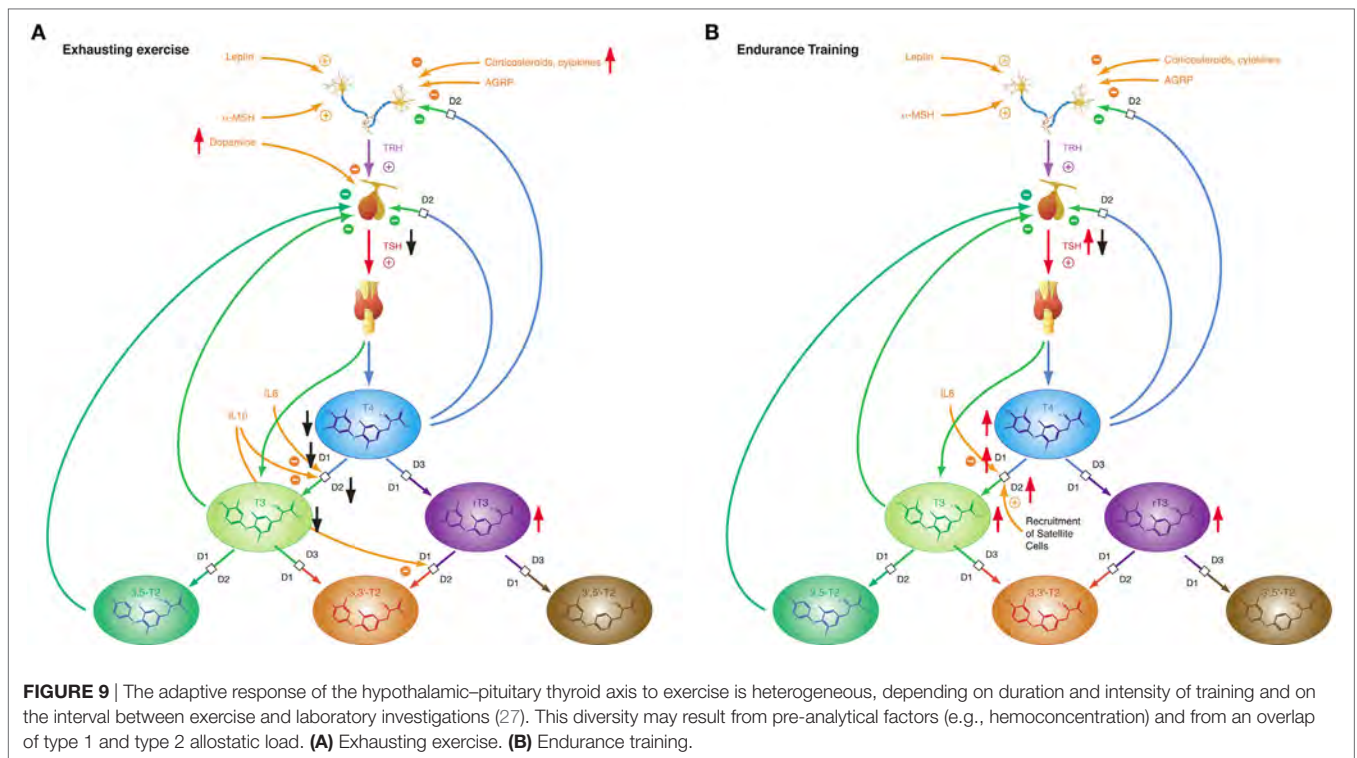 A
Exhausting exercise
Leptin
Corticosteroids, cytokines
AGRP
D2
α-MSH
Dopamine
TRH
D2
TSH
IL6
IL1β
T4
D1
D3
D2
D1
T3
rT3
D1
D3
D1
D3
D2
D1
D2
D1
3,5-T2
3,3'-T2
3',5'-T2
B
Endurance Training
Leptin
Corticosteroids, cytokines
AGRP
D2
α-MSH
TRH
D2
TSH
IL6
T4
D1
D3
D2
D1
T3
rT3
Recruitment
of Satellite
Cells
D1
D3
D1
D3
D2
D1
D2
D1
3,5-T2
3,3'-T2
3',5'-T2
FIGURE 9 | The adaptive response of the hypothalamic–pituitary thyroid axis to exercise is heterogeneous, depending on duration and intensity of training and on
the interval between exercise and laboratory investigations (27). This diversity may result from pre-analytical factors (e.g., hemoconcentration) and from an overlap
of type 1 and type 2 allostatic load. (A) Exhausting exercise. (B) Endurance training.